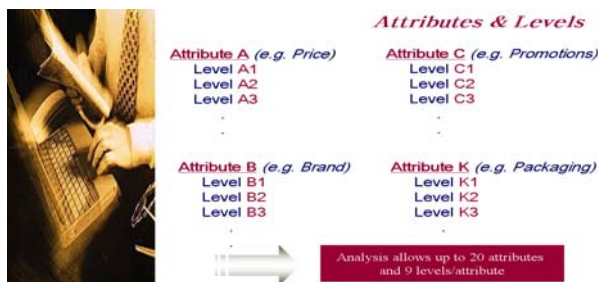 Attributes & Levels
Attribute A (e.g. Price)
Level A1
Level A2
Level A3
.
.
Attribute C (e.g. Promotions)
Level C1
Level C2
Level C3
.
.
Attribute B (e.g. Brand)
Level B1
Level B2
Level B3
.
.
Attribute K (e.g. Packaging)
Level K1
Level K2
Level K3
.
Analysis allows up to 20 attributes
and 9 levels/attribute